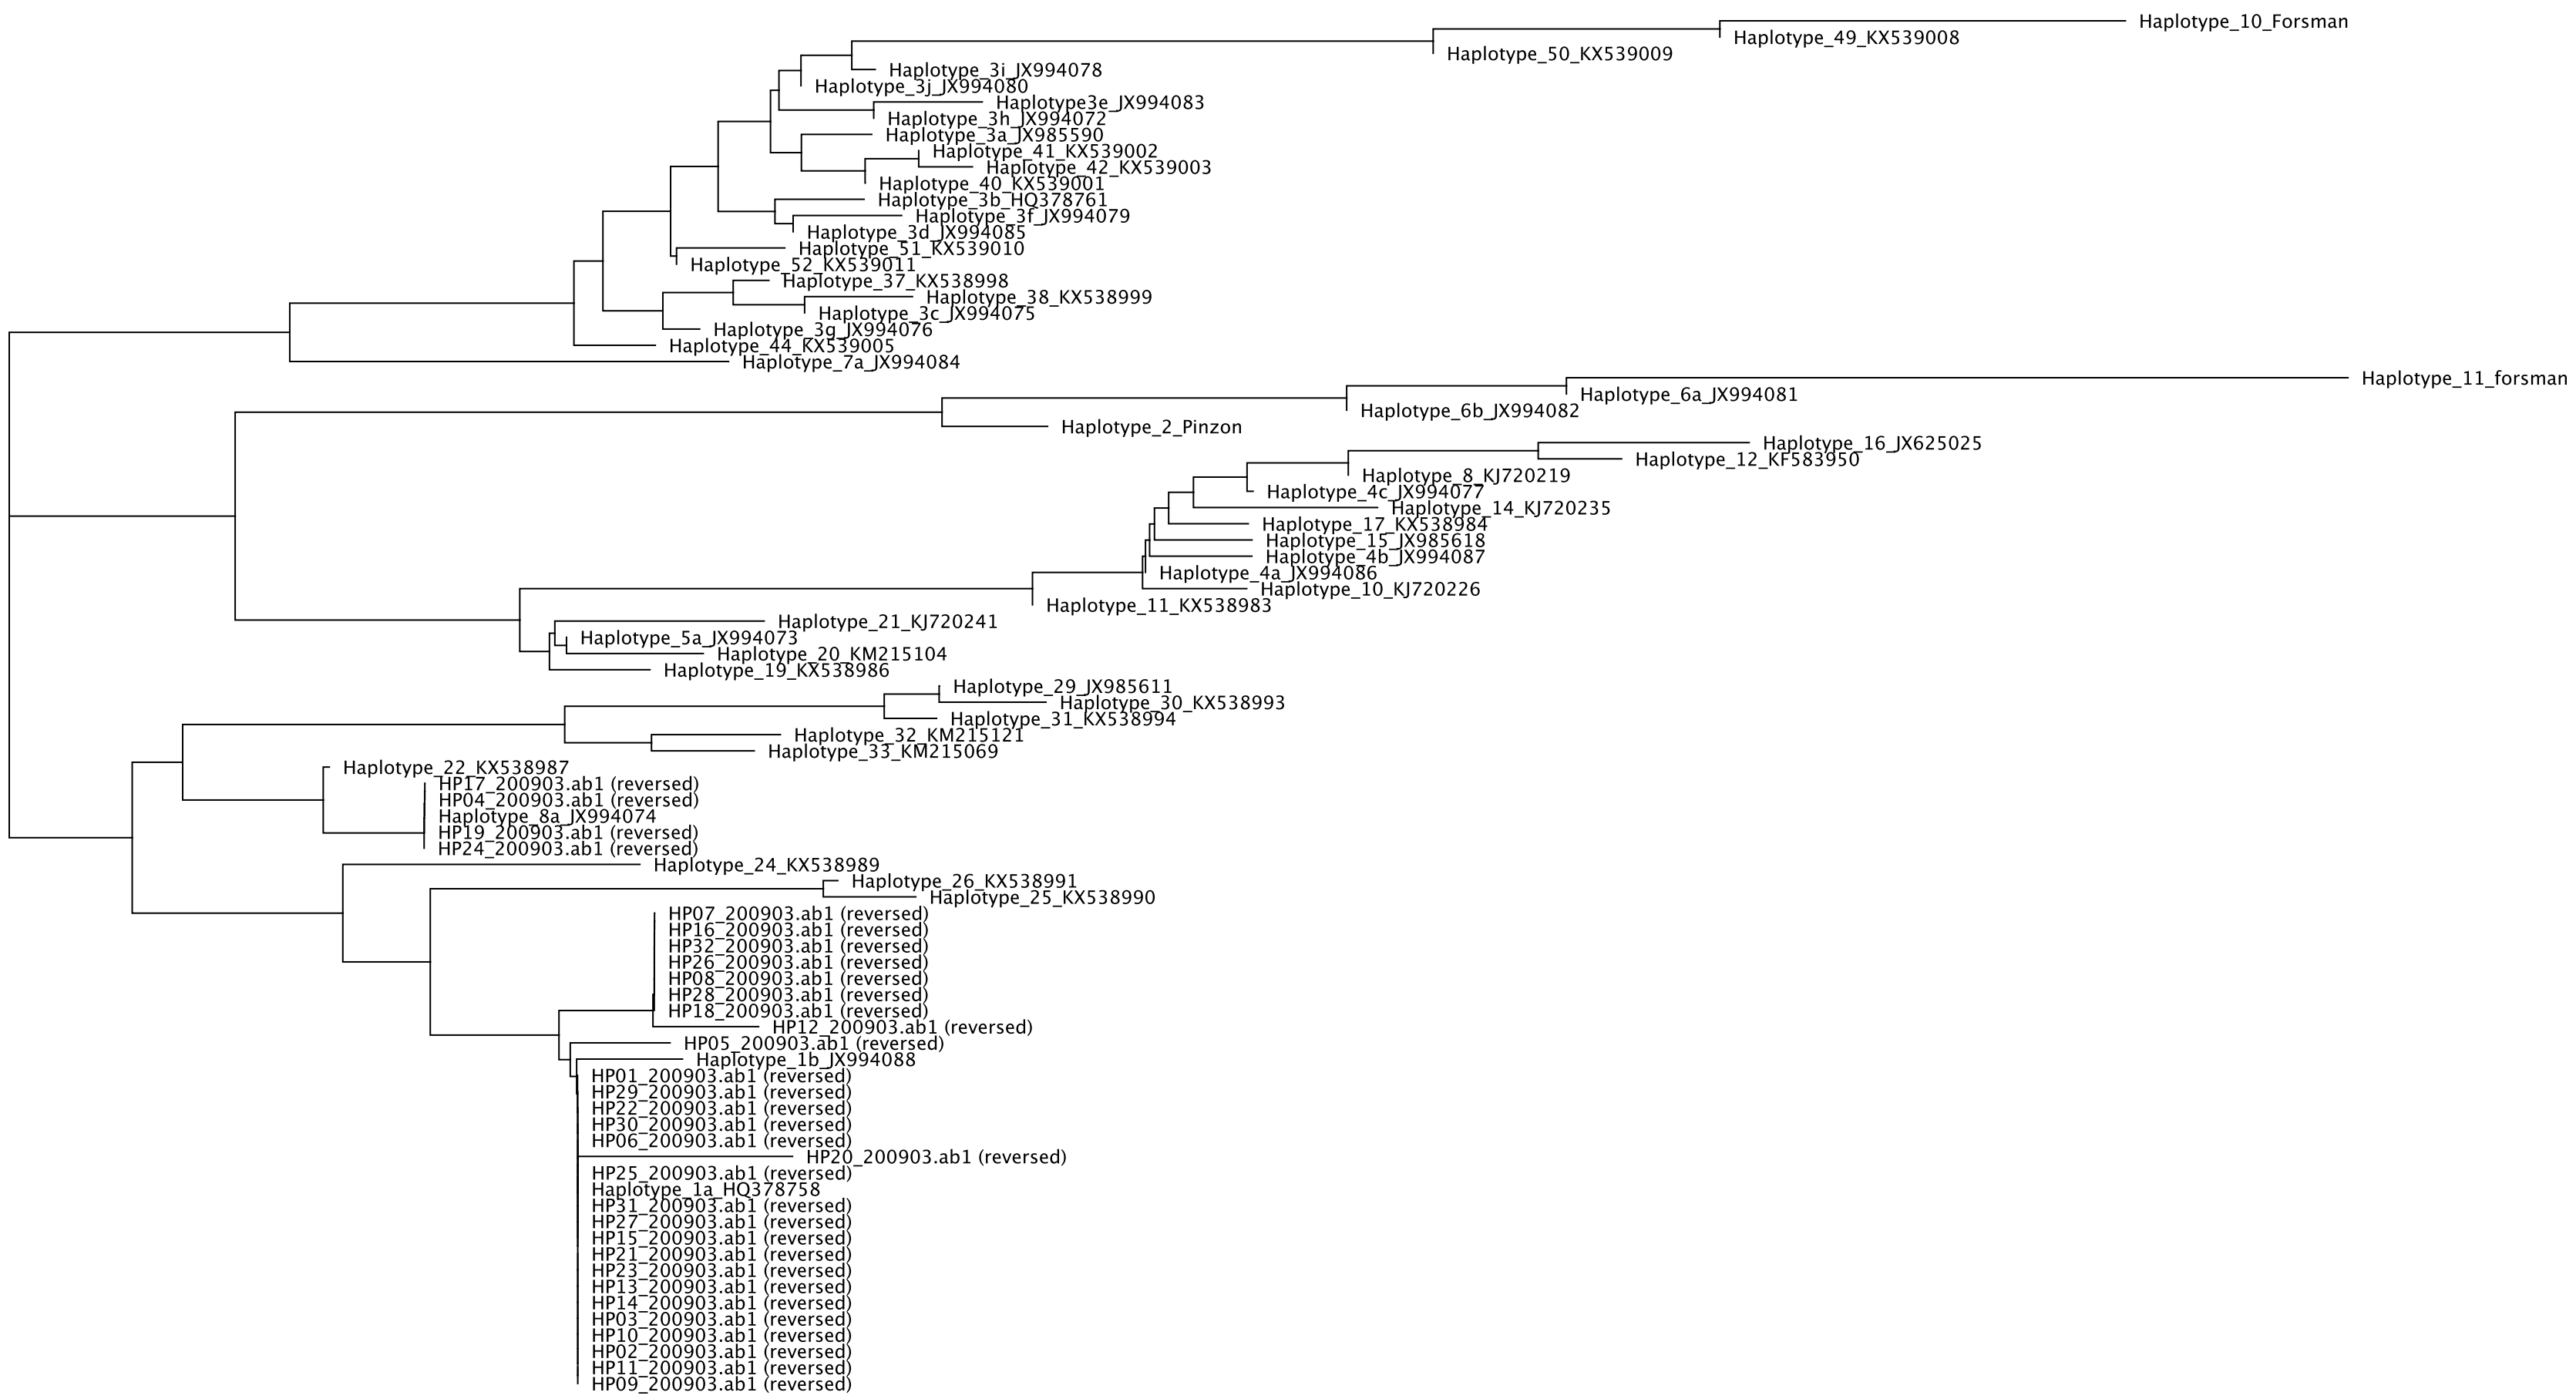 Haplotype_10_Forsman
Haplotype_49_KX539008
Haplotype_50_KX539009
Haplotype_3i_JX994078
Haplotype_3j_JX994080
Haplotype3e_JX994083
Haplotype_3h_JX994072
Haplotype_3a_JX985590
Haplotype_41_KX539002
Haplotype_42_KX539003
Haplotype_40_KX539001
Haplotype_3b_HQ378761
Haplotype_3f_JX994079
Haplotype_3d_JX994085
Haplotype_51_KX539010
Haplotype_52_KX539011
Haplotype_37_KX538998
Haplotype_38_KX538999
Haplotype_3c_JX994075
Haplotype_3g_JX994076
Haplotype_44_KX539005
Haplotype_7a_JX994084
Haplotype_11_forsman
Haplotype_6a_JX994081
Haplotype_6b_JX994082
Haplotype_2_Pinzon
Haplotype_16_JX625025
Haplotype_12_KF583950
Haplotype_8_KJ720219
Haplotype_4c_JX994077
Haplotype_14_KJ720235
Haplotype_17_KX538984
Haplotype_15_JX985618
Haplotype_4b_JX994087
Haplotype_4a_JX994086
Haplotype_10_KJ720226
Haplotype_11_KX538983
Haplotype_21_KJ720241
Haplotype_5a_JX994073
Haplotype_20_KM215104
Haplotype_19_KX538986
Haplotype_29_JX985611
Haplotype_30_KX538993
Haplotype_31_KX538994
Haplotype_32_KM215121
Haplotype_33_KM215069
Haplotype_22_KX538987
HP17_200903.ab1 (reversed)
HP04_200903.ab1 (reversed)
Haplotype_8a_JX994074
HP19_200903.ab1 (reversed)
HP24_200903.ab1 (reversed)
Haplotype_24_KX538989
Haplotype_26_KX538991
Haplotype_25_KX538990
HP07_200903.ab1 (reversed)
HP16_200903.ab1 (reversed)
HP32_200903.ab1 (reversed)
HP26_200903.ab1 (reversed)
HP08_200903.ab1 (reversed)
HP28_200903.ab1 (reversed)
HP18_200903.ab1 (reversed)
HP12_200903.ab1 (reversed)
HP05_200903.ab1 (reversed)
Haplotype_1b_JX994088
HP01_200903.ab1 (reversed)
HP29_200903.ab1 (reversed)
HP22_200903.ab1 (reversed)
HP30_200903.ab1 (reversed)
HP06_200903.ab1 (reversed)
HP20_200903.ab1 (reversed)
HP25_200903.ab1 (reversed)
Haplotype_1a_HQ378758
HP31_200903.ab1 (reversed)
HP27_200903.ab1 (reversed)
HP15_200903.ab1 (reversed)
HP21_200903.ab1 (reversed)
HP23_200903.ab1 (reversed)
HP13_200903.ab1 (reversed)
HP14_200903.ab1 (reversed)
HP03_200903.ab1 (reversed)
HP10_200903.ab1 (reversed)
HP02_200903.ab1 (reversed)
HP11_200903.ab1 (reversed)
HP09_200903.ab1 (reversed)